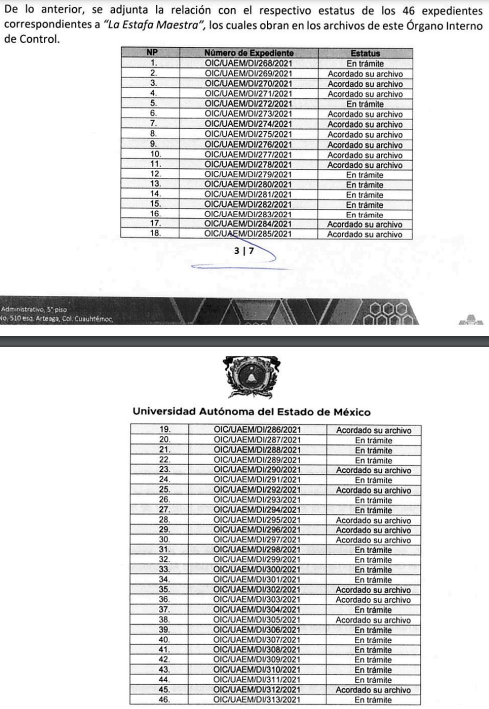 De lo anterior, se adjunta la relación con el respectivo estatus de los 46 expedientes
correspondientes a "La Estafa Maestra", los cuales obran en los archivos de este Órgano Interno
de Control.
NP Número de Expediente Estatus
1. OIC/UAEM/DI/268/2021 En trámite
2. OIC/UAEM/DI/269/2021 Acordado su archivo
3. OIC/UAEM/DI/270/2021 Acordado su archivo
4. OIC/UAEM/DI/271/2021 Acordado su archivo
5. OIC/UAEM/DI/272/2021 En trámite
6. OIC/UAEM/DI/273/2021 Acordado su archivo
7. OIC/UAEM/DI/274/2021 Acordado su archivo
8. OIC/UAEM/DI/275/2021 Acordado su archivo
9. OIC/UAEM/DI/276/2021 Acordado su archivo
10. OIC/UAEM/DI/277/2021 Acordado su archivo
11. OIC/UAEM/DI/278/2021 Acordado su archivo
12. OIC/UAEM/DI/279/2021 En trámite
13. OIC/UAEM/DI/280/2021 En trámite
14. OIC/UAEM/DI/281/2021 En trámite
15. OIC/UAEM/DI/282/2021 En trámite
16. OIC/UAEM/DI/283/2021 En trámite
17. OIC/UAEM/DI/284/2021 Acordado su archivo
18. OIC/UAEM/DI/285/2021 Acordado su archivo
3 | 7
Administrativo, 3° piso
No. 510 esq. Arteaga, Col. Cuauhtémoc,
Universidad Autónoma del Estado de México
19. OIC/UAEM/DI/286/2021 Acordado su archivo
20. OIC/UAEM/DI/287/2021 En trámite
21. OIC/UAEM/DI/288/2021 En trámite
22. OIC/UAEM/DI/289/2021 En trámite
23. OIC/UAEM/DI/290/2021 Acordado su archivo
24. OIC/UAEM/DI/291/2021 En trámite
25. OIC/UAEM/DI/292/2021 Acordado su archivo
26. OIC/UAEM/DI/293/2021 En trámite
27. OIC/UAEM/DI/294/2021 En trámite
28. OIC/UAEM/DI/295/2021 Acordado su archivo
29. OIC/UAEM/DI/296/2021 Acordado su archivo
30. OIC/UAEM/DI/297/2021 Acordado su archivo
31. OIC/UAEM/DI/298/2021 En trámite
32. OIC/UAEM/DI/299/2021 En trámite
33. OIC/UAEM/DI/300/2021 En trámite
34. OIC/UAEM/DI/301/2021 En trámite
35. OIC/UAEM/DI/302/2021 Acordado su archivo
36. OIC/UAEM/DI/303/2021 Acordado su archivo
37. OIC/UAEM/DI/304/2021 En trámite
38. OIC/UAEM/DI/305/2021 Acordado su archivo
39. OIC/UAEM/DI/306/2021 En trámite
40. OIC/UAEM/DI/307/2021 En trámite
41. OIC/UAEM/DI/308/2021 En trámite
42. OIC/UAEM/DI/309/2021 En trámite
43. OIC/UAEM/DI/310/2021 En trámite
44. OIC/UAEM/DI/311/2021 En trámite
45. OIC/UAEM/DI/312/2021 Acordado su archivo
46. OIC/UAEM/DI/313/2021 En trámite